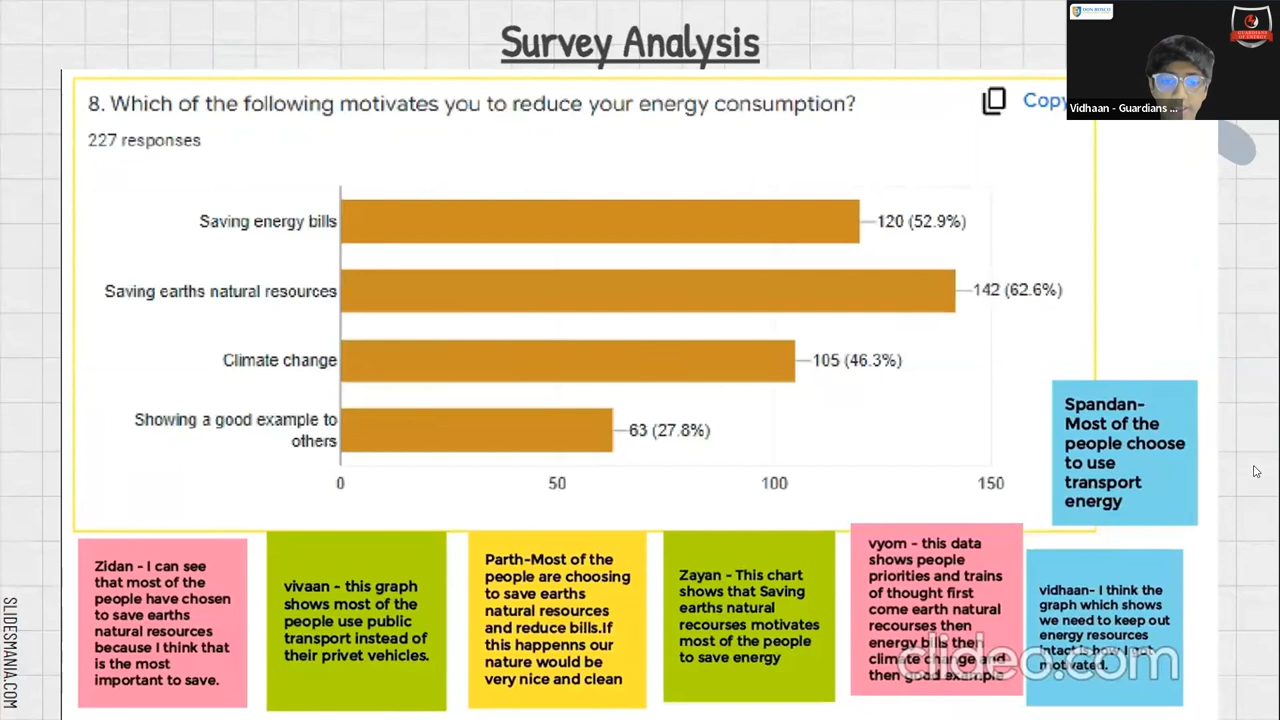 Survey Analysis
DON BOSCO
GUARDIANS
OF ENERGY
Vidhaan - Guardians ...
8. Which of the following motivates you to reduce your energy consumption?
Copy
227 responses
Saving energy bills
120 (52.9%)
Saving earths natural resources
142 (62.6%)
Climate change
105 (46.3%)
Showing a good example to
others
63 (27.8%)
0
50
100
150
Spandan-
Most of the
people choose
to use
transport
energy
Zidan - I can see
that most of the
people have chosen
to save earths
natural resources
because I think that
is the most
important to save.
vivaan - this graph
shows most of the
people use public
transport instead of
their privet vehicles.
Parth-Most of the
people are choosing
to save earths
natural resources
and reduce bills.If
this happenns our
nature would be
very nice and clean
Zayan - This chart
shows that Saving
earths natural
recourses motivates
most of the people
to save energy
vyom - this data
shows people
priorities and trains
of thought first
come earth natural
recourses then
energy bills then
climate change and
then good example
vidhaan- I think the
graph which shows
we need to keep out
energy resources
intact is how I got
motivated.
clideo.com
SLIDESMANIA.COM